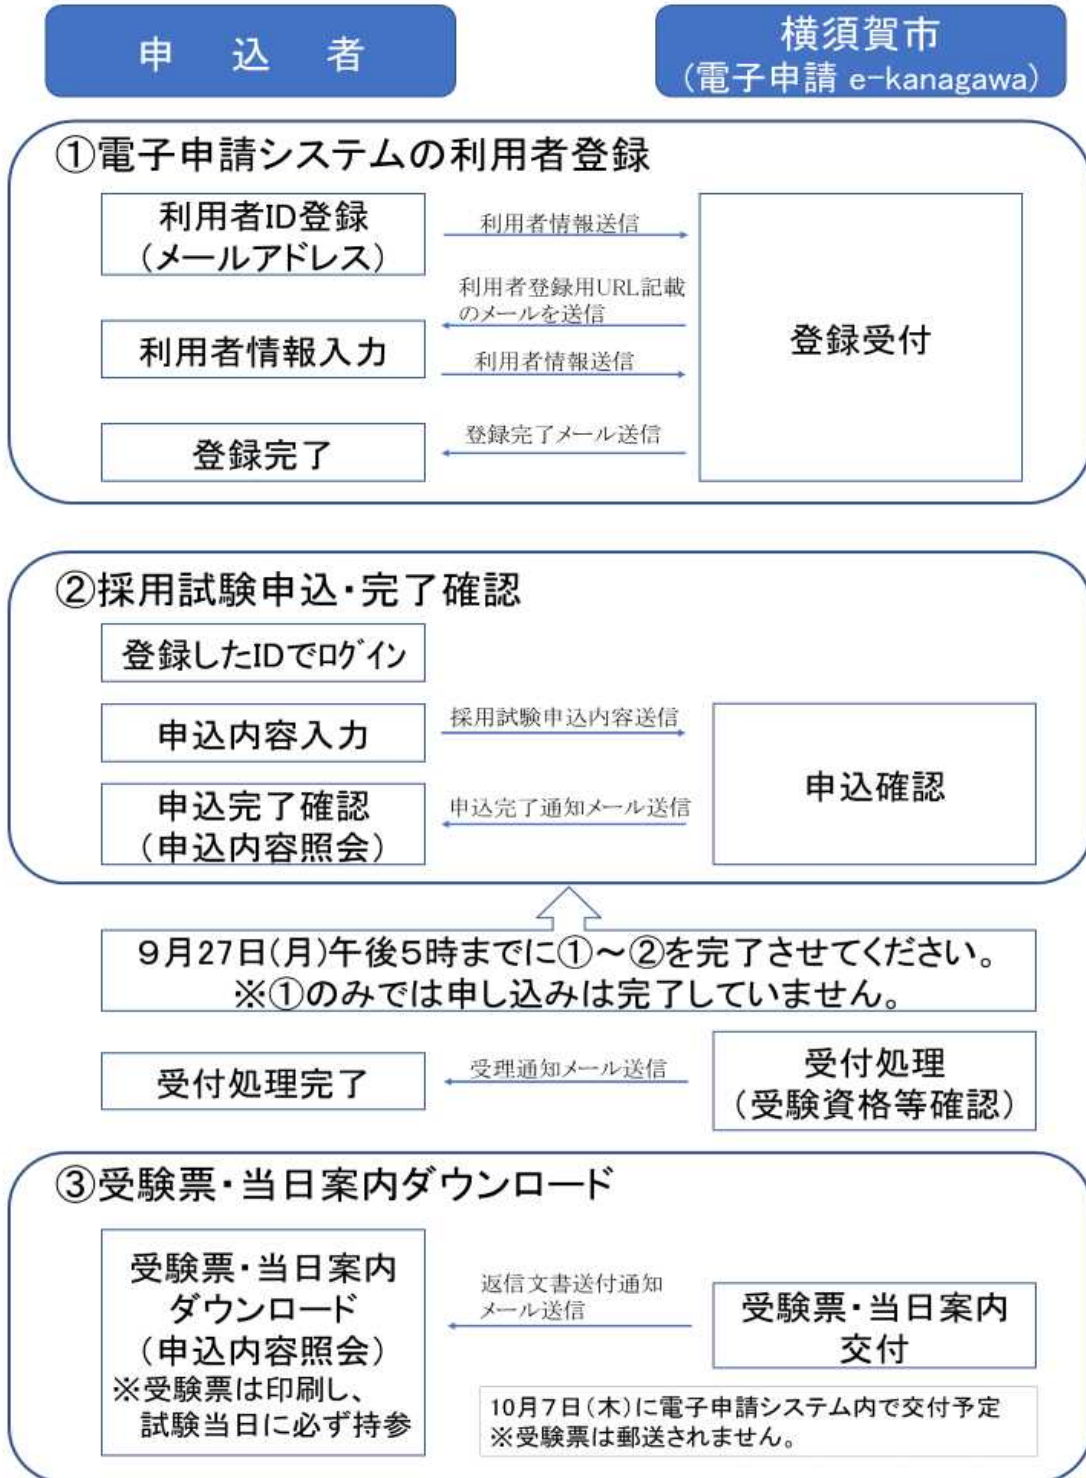 申　込　者
横須賀市
（電子申請 e-kanagawa）
①電子申請システムの利用者登録
利用者ID登録
（メールアドレス）
利用者情報送信
利用者登録用URL記載
のメールを送信
登録受付
利用者情報入力
利用者情報送信
登録完了メール送信
登録完了
②採用試験申込・完了確認
登録したIDでログイン
申込内容入力
採用試験申込内容送信
申込確認
申込完了確認
（申込内容照会）
申込完了通知メール送信
９月27日(月)午後５時までに①～②を完了させてください。
※①のみでは申し込みは完了していません。
受付処理完了
受理通知メール送信
受付処理
（受験資格等確認）
③受験票・当日案内ダウンロード
受験票・当日案内
ダウンロード
（申込内容照会）
※受験票は印刷し、
試験当日に必ず持参
返信文書送付通知
メール送信
受験票・当日案内
交付
10月７日（木）に電子申請システム内で交付予定
※受験票は郵送されません。